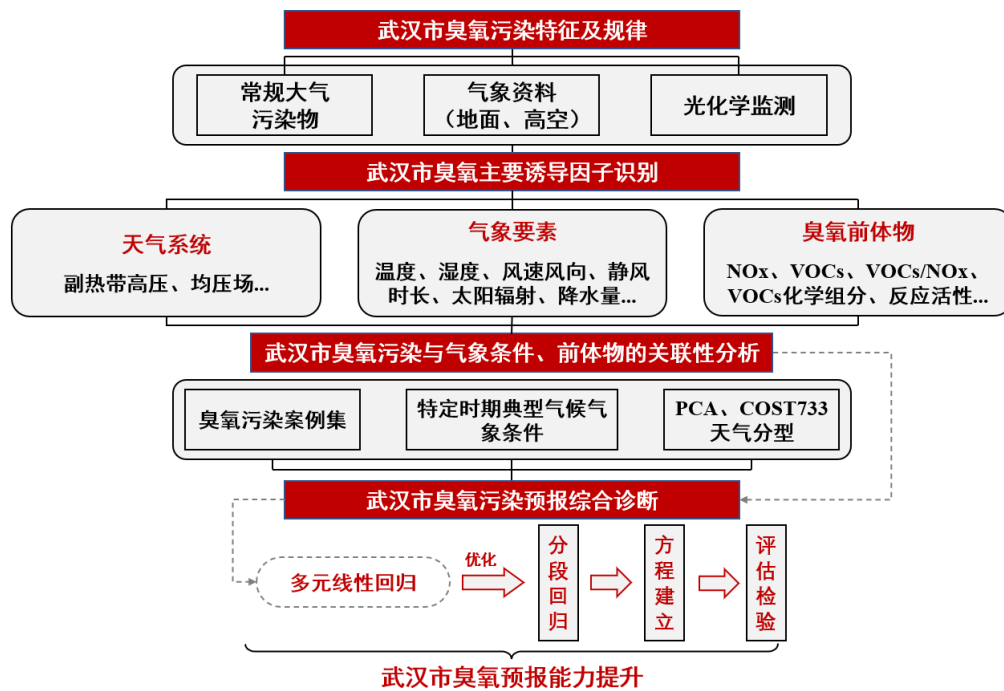 武汉市臭氧污染特征及规律
常规大气
污染物
气象资料
（地面、高空）
光化学监测
武汉市臭氧主要诱导因子识别
天气系统
副热带高压、均压场...
气象要素
温度、湿度、风速风向、静风
时长、太阳辐射、降水量...
臭氧前体物
NOx、VOCs、VOCs/NOx、
VOCs化学组分、反应活性...
武汉市臭氧污染与气象条件、前体物的关联性分析
臭氧污染案例集
特定时期典型气候气
象条件
PCA、COST733
天气分型
武汉市臭氧污染预报综合诊断
多元线性回归
优化
分段回归
方程建立
评估检验
武汉市臭氧预报能力提升